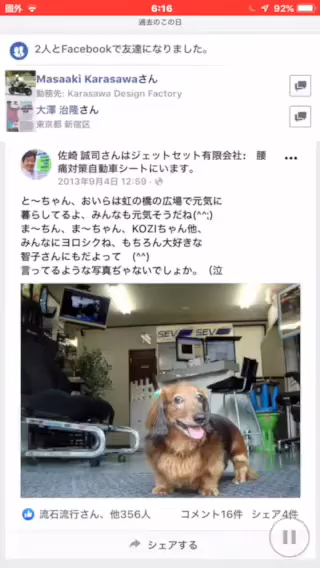 圏外 6:16 92%
過去のこの日
2人とFacebookで友達になりました。
Masaaki Karasawaさん
勤務先: Karasawa Design Factory
大澤 治隆さん
東京都 新宿区
佐崎 誠司さんはジェットセット有限会社: 腰
痛対策自動車シートにいます。
2013年9月4日 12:59
と〜ちゃん、おいらは虹の橋の広場で元気に
暮らしてるよ、みんなも元気そうだね(^^;)
ま〜ちん、ま〜ちゃん、KOZIちゃん他、
みんなにヨロシクね、もちろん大好きな
智子さんにもだよって (^^)
言ってるような写真ぢゃないでしょか。（泣
SEV SEV
流石流行さん、他356人 コメント16件 シェア4件
シェアする